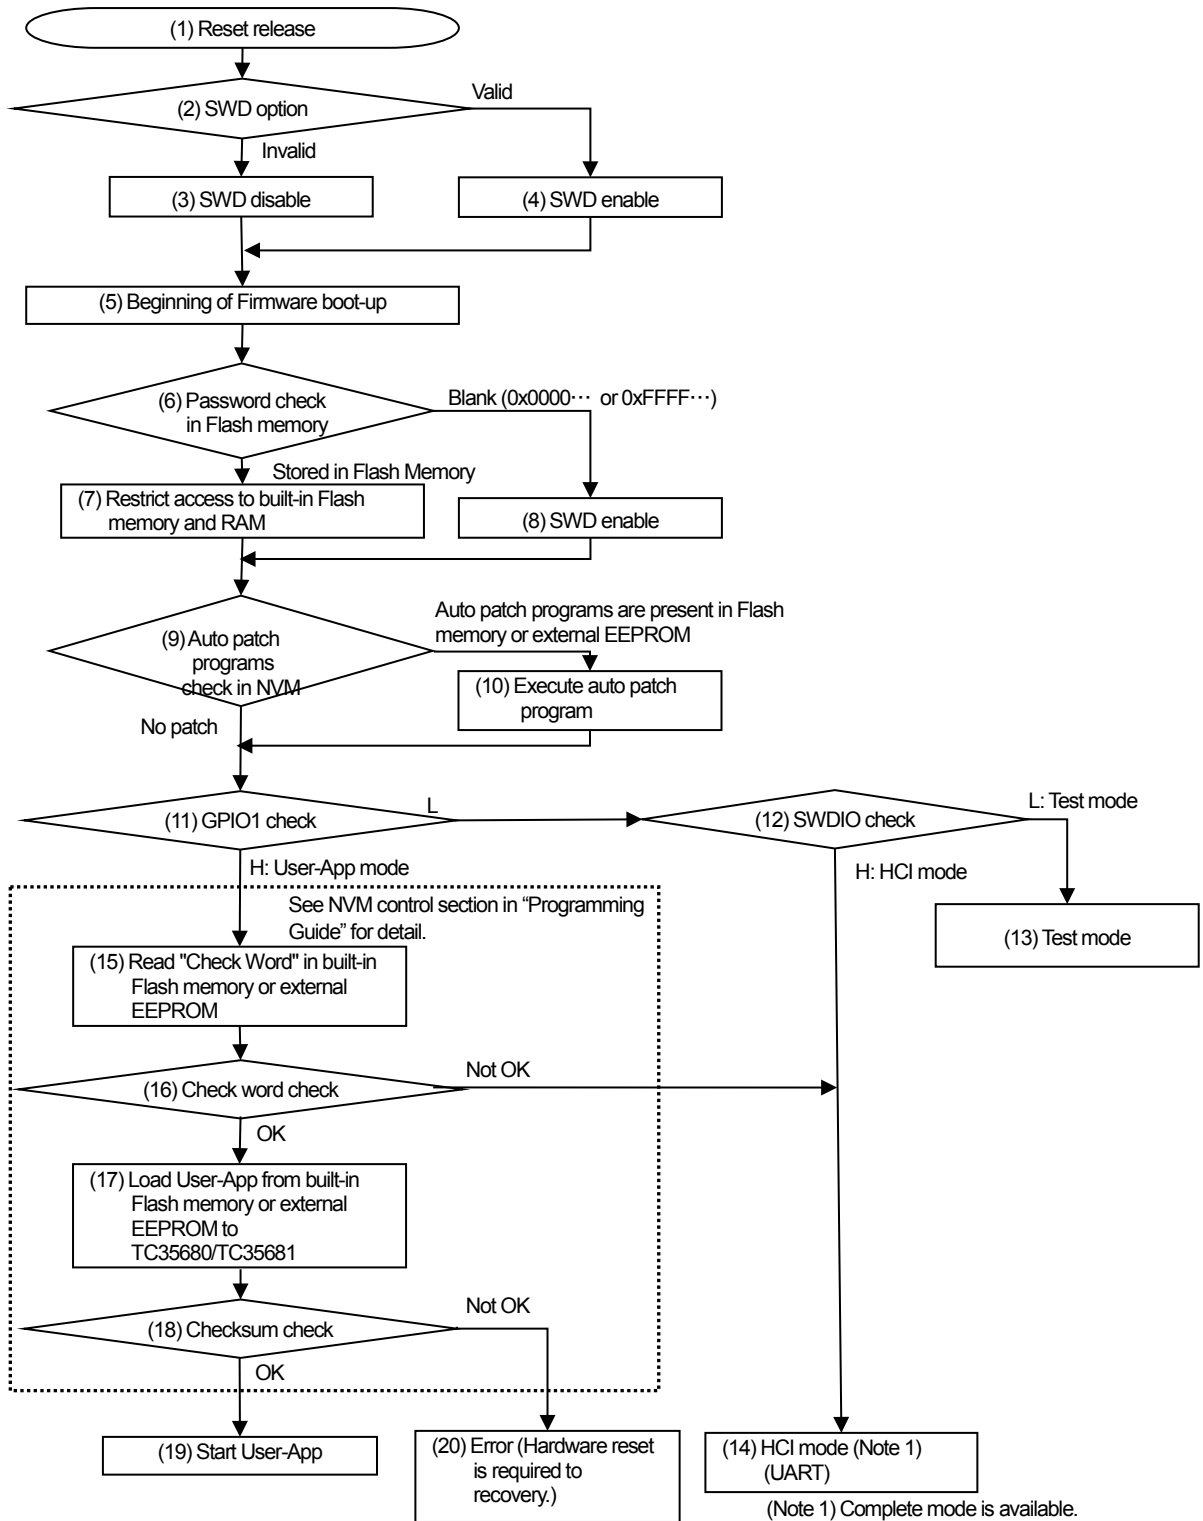 (1) Reset release
(2) SWD option
Valid
Invalid
(3) SWD disable
(4) SWD enable
(5) Beginning of Firmware boot-up
(6) Password check
in Flash memory
Blank (0x0000⋯ or 0xFFFF⋯)
Stored in Flash Memory
(7) Restrict access to built-in Flash
memory and RAM
(8) SWD enable
(9) Auto patch
programs
check in NVM
Auto patch programs are present in Flash
memory or external EEPROM
(10) Execute auto patch
program
No patch
(11) GPIO1 check
L
(12) SWDIO check
L: Test mode
H: User-App mode
H: HCI mode
See NVM control section in “Programming
Guide” for detail.
(13) Test mode
(15) Read "Check Word" in built-in
Flash memory or external
EEPROM
(16) Check word check
Not OK
OK
(17) Load User-App from built-in
Flash memory or external
EEPROM to
TC35680/TC35681
(18) Checksum check
Not OK
OK
(19) Start User-App
(20) Error (Hardware reset
is required to
recovery.)
(14) HCI mode (Note 1)
(UART)
(Note 1) Complete mode is available.